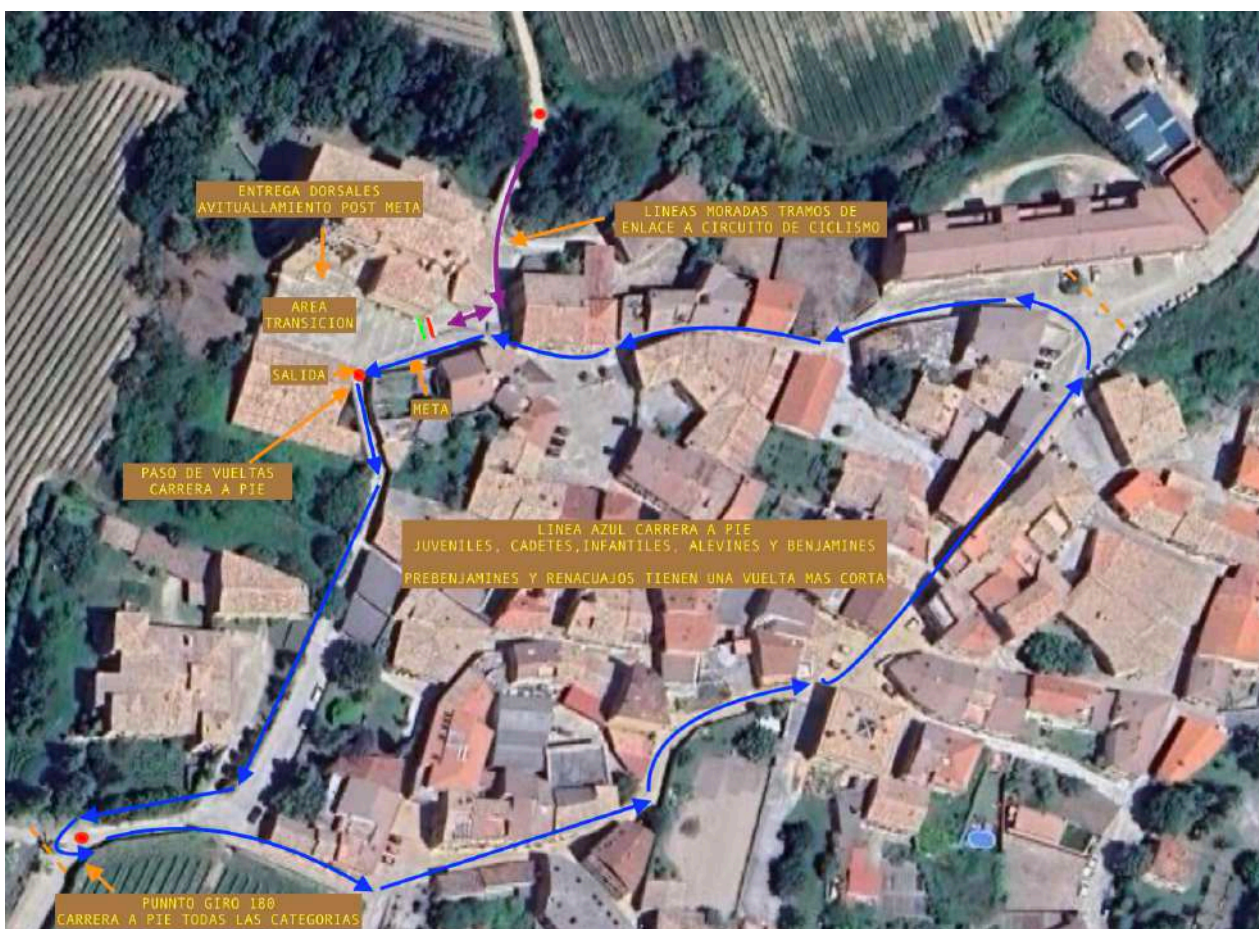 ENTREGA DORSALES
AVITUALLAMIENTO POST META
LINEAS MORADAS TRAMOS DE
ENLACE A CIRCUITO DE CICLISMO
AREA
TRANSICION
SALIDA
META
PASO DE VUELTAS
CARRERA A PIE
LINEA AZUL CARRERA A PIE
JUVENILES, CADETES,INFANTILES, ALEVINES Y BENJAMINES
PREBENJAMINES Y RENACUAJOS TIENEN UNA VUELTA MAS CORTA
PUNNTO GIRO 180
CARRERA A PIE TODAS LAS CATEGORIAS